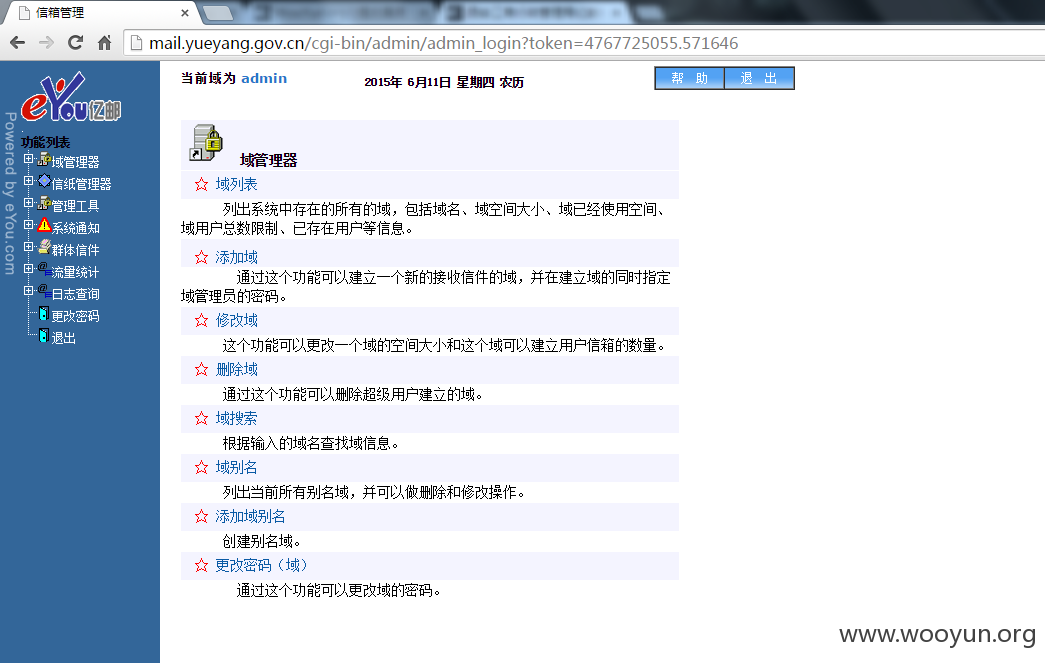 信箱管理
mail.yueyang.gov.cn/cgi-bin/admin/admin_login?token=4767725055.571646
eYou亿邮
Powered by eYou.com
功能列表
域管理器
信纸管理器
管理工具
系统通知
群体信件
流量统计
日志查询
更改密码
退出
当前域为 admin
2015年 6月11日 星期四 农历
帮 助
退 出
域管理器
☆ 域列表
列出系统中存在的所有的域，包括域名、域空间大小、域已经使用空间、
域用户总数限制、已存在用户等信息。
☆ 添加域
通过这个功能可以建立一个新的接收信件的域，并在建立域的同时指定
域管理员的密码。
☆ 修改域
这个功能可以更改一个域的空间大小和这个域可以建立用户信箱的数量。
☆ 删除域
通过这个功能可以删除超级用户建立的域。
☆ 域搜索
根据输入的域名查找域信息。
☆ 域别名
列出当前所有别名域，并可以做删除和修改操作。
☆ 添加域别名
创建别名域。
☆ 更改密码（域）
通过这个功能可以更改域的密码。
www.wooyun.org